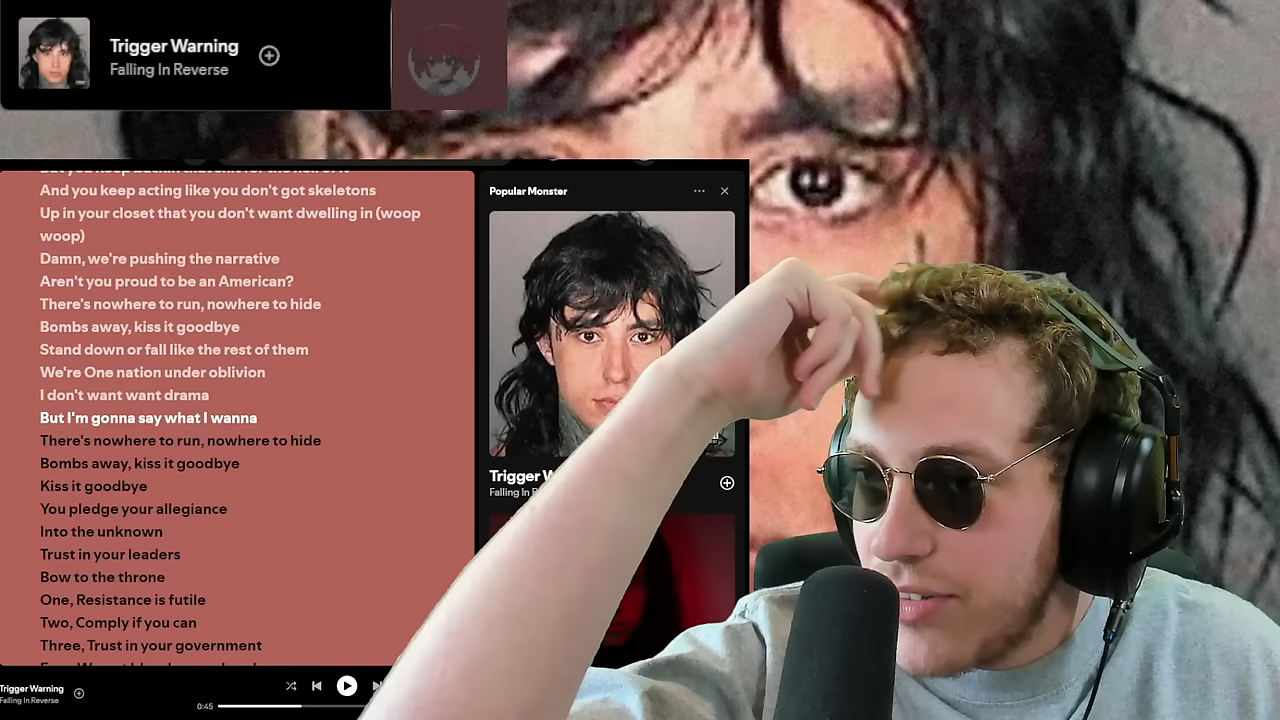 Trigger Warning
Falling In Reverse
And you keep acting like you don't got skeletons
Up in your closet that you don't want dwelling in (woop
woop)
Damn, we're pushing the narrative
Aren't you proud to be an American?
There's nowhere to run, nowhere to hide
Bombs away, kiss it goodbye
Stand down or fall like the rest of them
We're One nation under oblivion
I don't want want drama
But I'm gonna say what I wanna
There's nowhere to run, nowhere to hide
Bombs away, kiss it goodbye
Kiss it goodbye
You pledge your allegiance
Into the unknown
Trust in your leaders
Bow to the throne
One, Resistance is futile
Two, Comply if you can
Three, Trust in your government
Popular Monster
Trigger W
Falling In R
Trigger Warning
Falling In Reverse
0:45